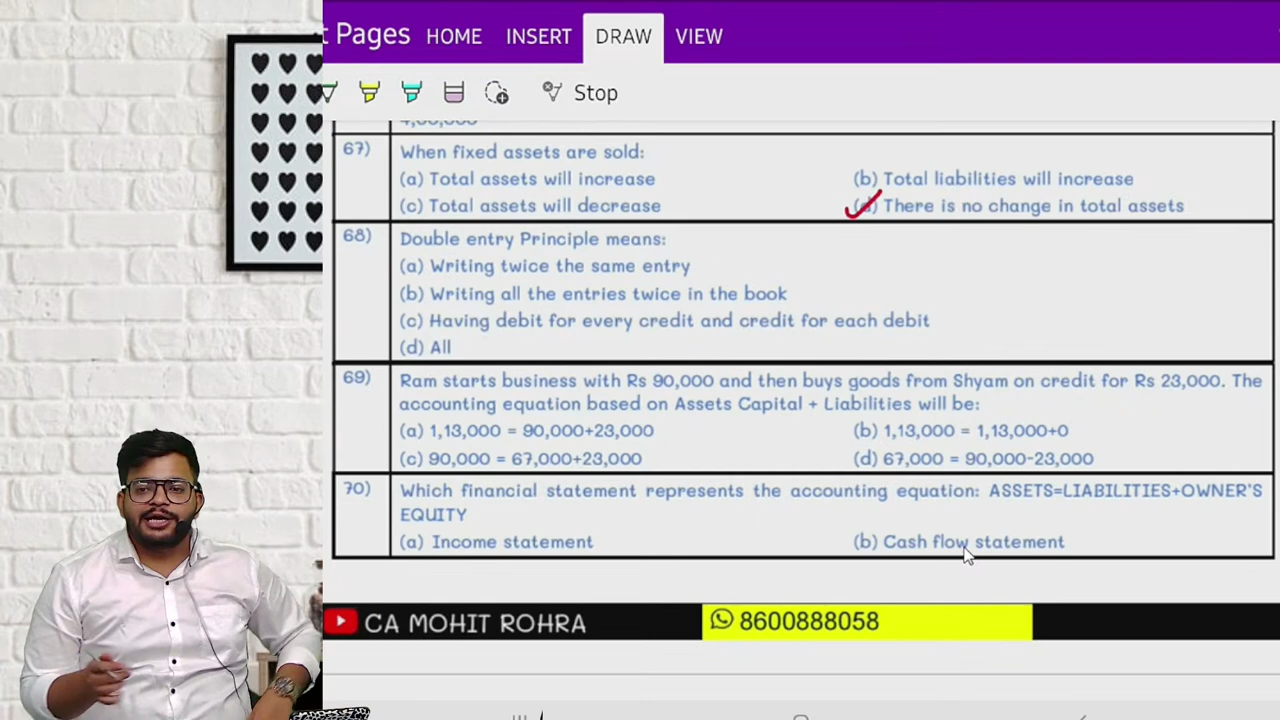 t Pages HOME INSERT DRAW VIEW
Stop
4,00,000
67) When fixed assets are sold:
(a) Total assets will increase (b) Total liabilities will increase
(c) Total assets will decrease (d) There is no change in total assets
68) Double entry Principle means:
(a) Writing twice the same entry
(b) Writing all the entries twice in the book
(c) Having debit for every credit and credit for each debit
(d) All
69) Ram starts business with Rs 90,000 and then buys goods from Shyam on credit for Rs 23,000. The
accounting equation based on Assets Capital + Liabilities will be:
(a) 1,13,000 = 90,000+23,000 (b) 1,13,000 = 1,13,000+0
(c) 90,000 = 67,000+23,000 (d) 67,000 = 90,000-23,000
70) Which financial statement represents the accounting equation: ASSETS=LIABILITIES+OWNER'S
EQUITY
(a) Income statement (b) Cash flow statement
CA MOHIT ROHRA 8600888058